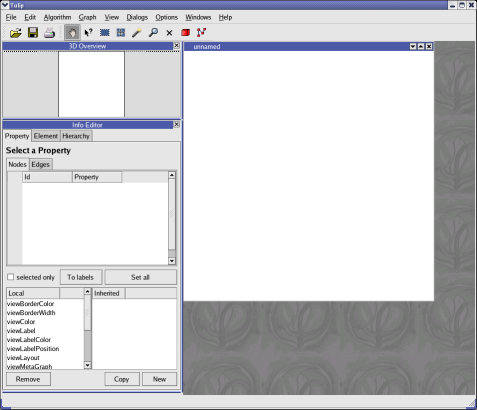 Tulip
File Edit Algorithm Graph View Dialogs Options Windows Help
3D Overview
unnamed
Info Editor
Property Element Hierarchy
Select a Property
Nodes Edges
Id Property
selected only To labels Set all
Local Inherited
viewBorderColor
viewBorderWidth
viewColor
viewLabel
viewLabelColor
viewLabelPosition
viewLayout
viewMetaGraph
Remove Copy New